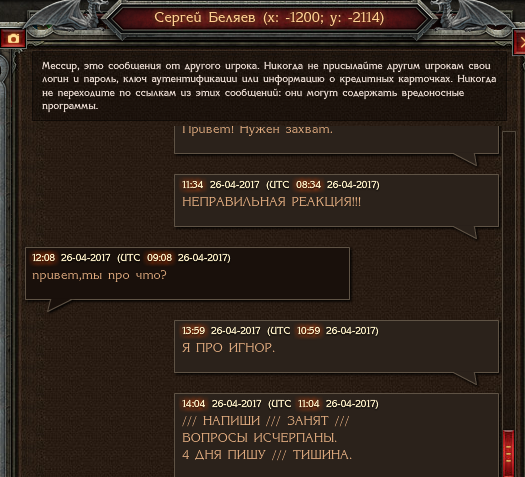 Сергей Беляев (x: -1200; y: -2114)
Мессир, это сообщения от другого игрока. Никогда не присылайте другим игрокам свои
логин и пароль, ключ аутентификации или информацию о кредитных карточках. Никогда
не переходите по ссылкам из этих сообщений: они могут содержать вредоносные
программы.
Привет! Нужен захват.
11:34 26-04-2017 (UTC 08:34 26-04-2017)
НЕПРАВИЛЬНАЯ РЕАКЦИЯ!!!
12:08 26-04-2017 (UTC 09:08 26-04-2017)
привет,ты про что?
13:59 26-04-2017 (UTC 10:59 26-04-2017)
Я ПРО ИГНОР.
14:04 26-04-2017 (UTC 11:04 26-04-2017)
/// НАПИШИ /// ЗАНЯТ ///
ВОПРОСЫ ИСЧЕРПАНЫ.
4 ДНЯ ПИШУ /// ТИШИНА.